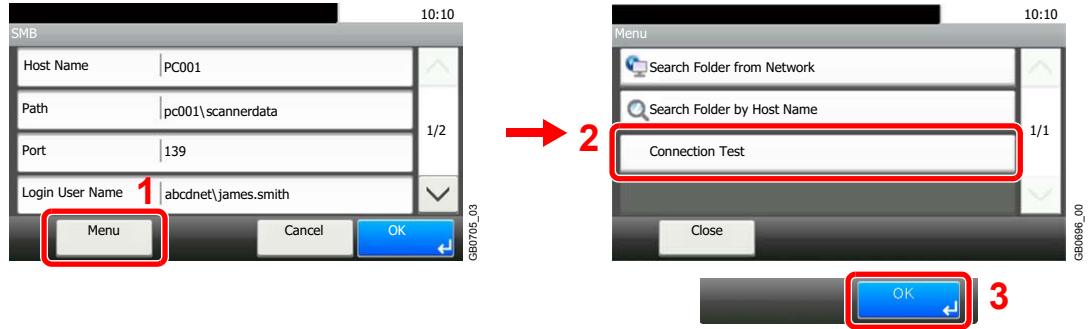 10:10
SMB
Host Name PC001
Path pc001\scannerdata
1/2
Port 139
Login User Name 1 abcdnet\james.smith
Menu Cancel OK
GB0705_03
10:10
Menu
Search Folder from Network
Search Folder by Host Name
1/1
2 Connection Test
Close
GB0696_00
OK 3